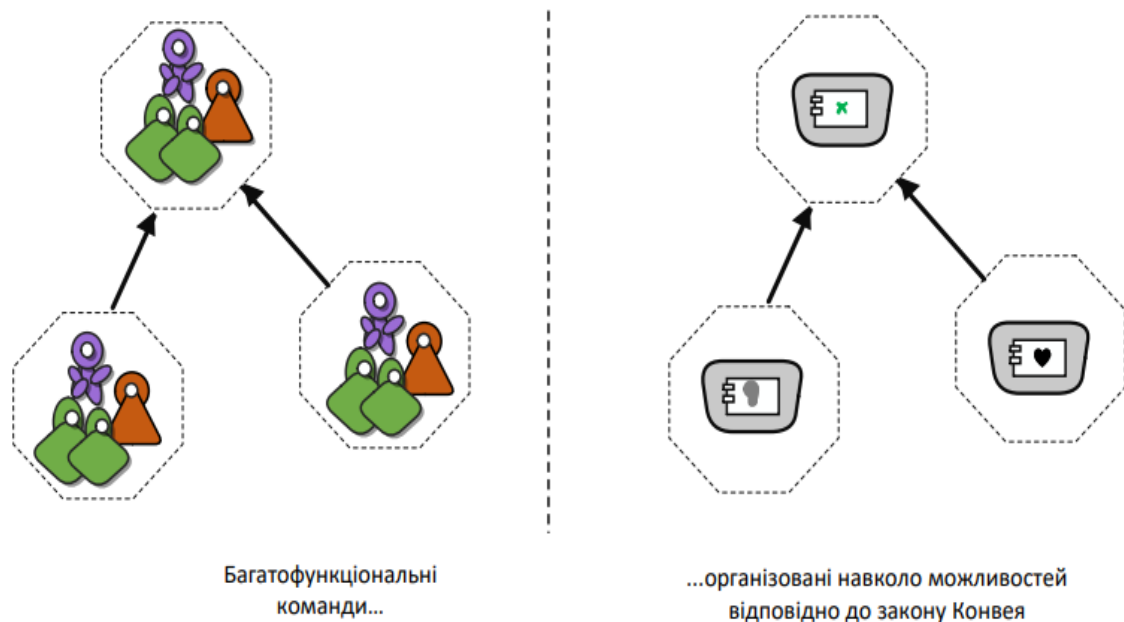 Багатофункціональні
команди...
...організовані навколо можливостей
відповідно до закону Конвея